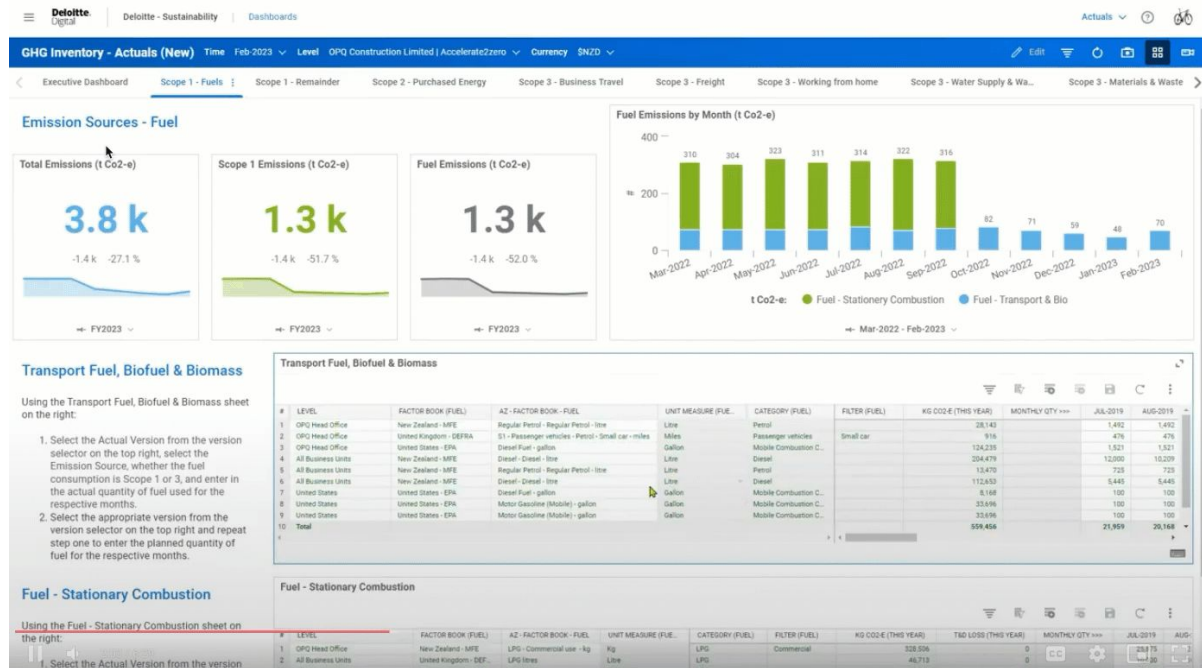 Deloitte.
Digital
Deloitte - Sustainability
Dashboards
Actuals
GHG Inventory - Actuals (New) Time Feb-2023 Level OPQ Construction Limited | Accelerate2zero Currency $NZD
Edit
Executive Dashboard
Scope 1 - Fuels
Scope 1 - Remainder
Scope 2 - Purchased Energy
Scope 3 - Business Travel
Scope 3 - Freight
Scope 3 - Working from home
Scope 3 - Water Supply & Wa...
Scope 3 - Materials & Waste
Emission Sources - Fuel
Total Emissions (t Co2-e)
3.8 k
-1.4 k -27.1 %
FY2023
Scope 1 Emissions (t Co2-e)
1.3 k
-1.4 k -51.7 %
FY2023
Fuel Emissions (t Co2-e)
1.3 k
-1.4 k -52.0 %
FY2023
Fuel Emissions by Month (t Co2-e)
400
200
0
310 304 323 311 314 322 316 82 71 59 48 70
Mar-2022 Apr-2022 May-2022 Jun-2022 Jul-2022 Aug-2022 Sep-2022 Oct-2022 Nov-2022 Dec-2022 Jan-2023 Feb-2023
t Co2-e: Fuel - Stationery Combustion Fuel - Transport & Bio
Mar-2022 - Feb-2023
Transport Fuel, Biofuel & Biomass
Using the Transport Fuel, Biofuel & Biomass sheet
on the right:
1. Select the Actual Version from the version
selector on the top right, select the
Emission Source, whether the fuel
consumption is Scope 1 or 3, and enter in
the actual quantity of fuel used for the
respective months.
2. Select the appropriate version from the
version selector on the top right and repeat
step one to enter the planned quantity of
fuel for the respective months.
Transport Fuel, Biofuel & Biomass
# LEVEL FACTOR BOOK (FUEL) AZ - FACTOR BOOK - FUEL UNIT MEASURE (FUE... CATEGORY (FUEL) FILTER (FUEL) KG CO2-E (THIS YEAR) MONTHLY QTY >>> JUL-2019 AUG-2019
1 OPQ Head Office New Zealand - MFE Regular Petrol - Regular Petrol - litre Litre Petrol 28,143 1,492 1,492
2 OPQ Head Office United Kingdom - DEFRA S1 - Passenger vehicles - Petrol - Small car - miles Miles Passenger vehicles Small car 916 476 476
3 OPQ Head Office United States - EPA Diesel Fuel - gallon Gallon Mobile Combustion C... 124,235 1,521 1,521
4 All Business Units New Zealand - MFE Diesel - Diesel - litre Litre Diesel 204,479 12,000 10,209
5 All Business Units New Zealand - MFE Regular Petrol - Regular Petrol - litre Litre Petrol 13,470 725 725
6 All Business Units New Zealand - MFE Diesel - Diesel - litre Litre Diesel 112,653 5,445 5,445
7 United States United States - EPA Diesel Fuel - gallon Gallon Mobile Combustion C... 8,168 100 100
8 United States United States - EPA Motor Gasoline (Mobile) - gallon Gallon Mobile Combustion C... 33,696 100 100
9 United States United States - EPA Motor Gasoline (Mobile) - gallon Gallon Mobile Combustion C... 33,696 100 100
10 Total 559,456 21,959 20,168
Fuel - Stationary Combustion
Using the Fuel - Stationary Combustion sheet on
the right:
1. Select the Actual Version from the version
Fuel - Stationary Combustion
# LEVEL FACTOR BOOK (FUEL) AZ - FACTOR BOOK - FUEL UNIT MEASURE (FUE... CATEGORY (FUEL) FILTER (FUEL) KG CO2-E (THIS YEAR) T&D LOSS (THIS YEAR) MONTHLY QTY >>> JUL-2019 AUG-
1 All Business Units New Zealand - MFE LPG - Commercial use - kg Kg LPG Commercial 328,506 0
2 All Business Units United Kingdom - DEF... LPG litres Litre LPG 46,713 0
CC